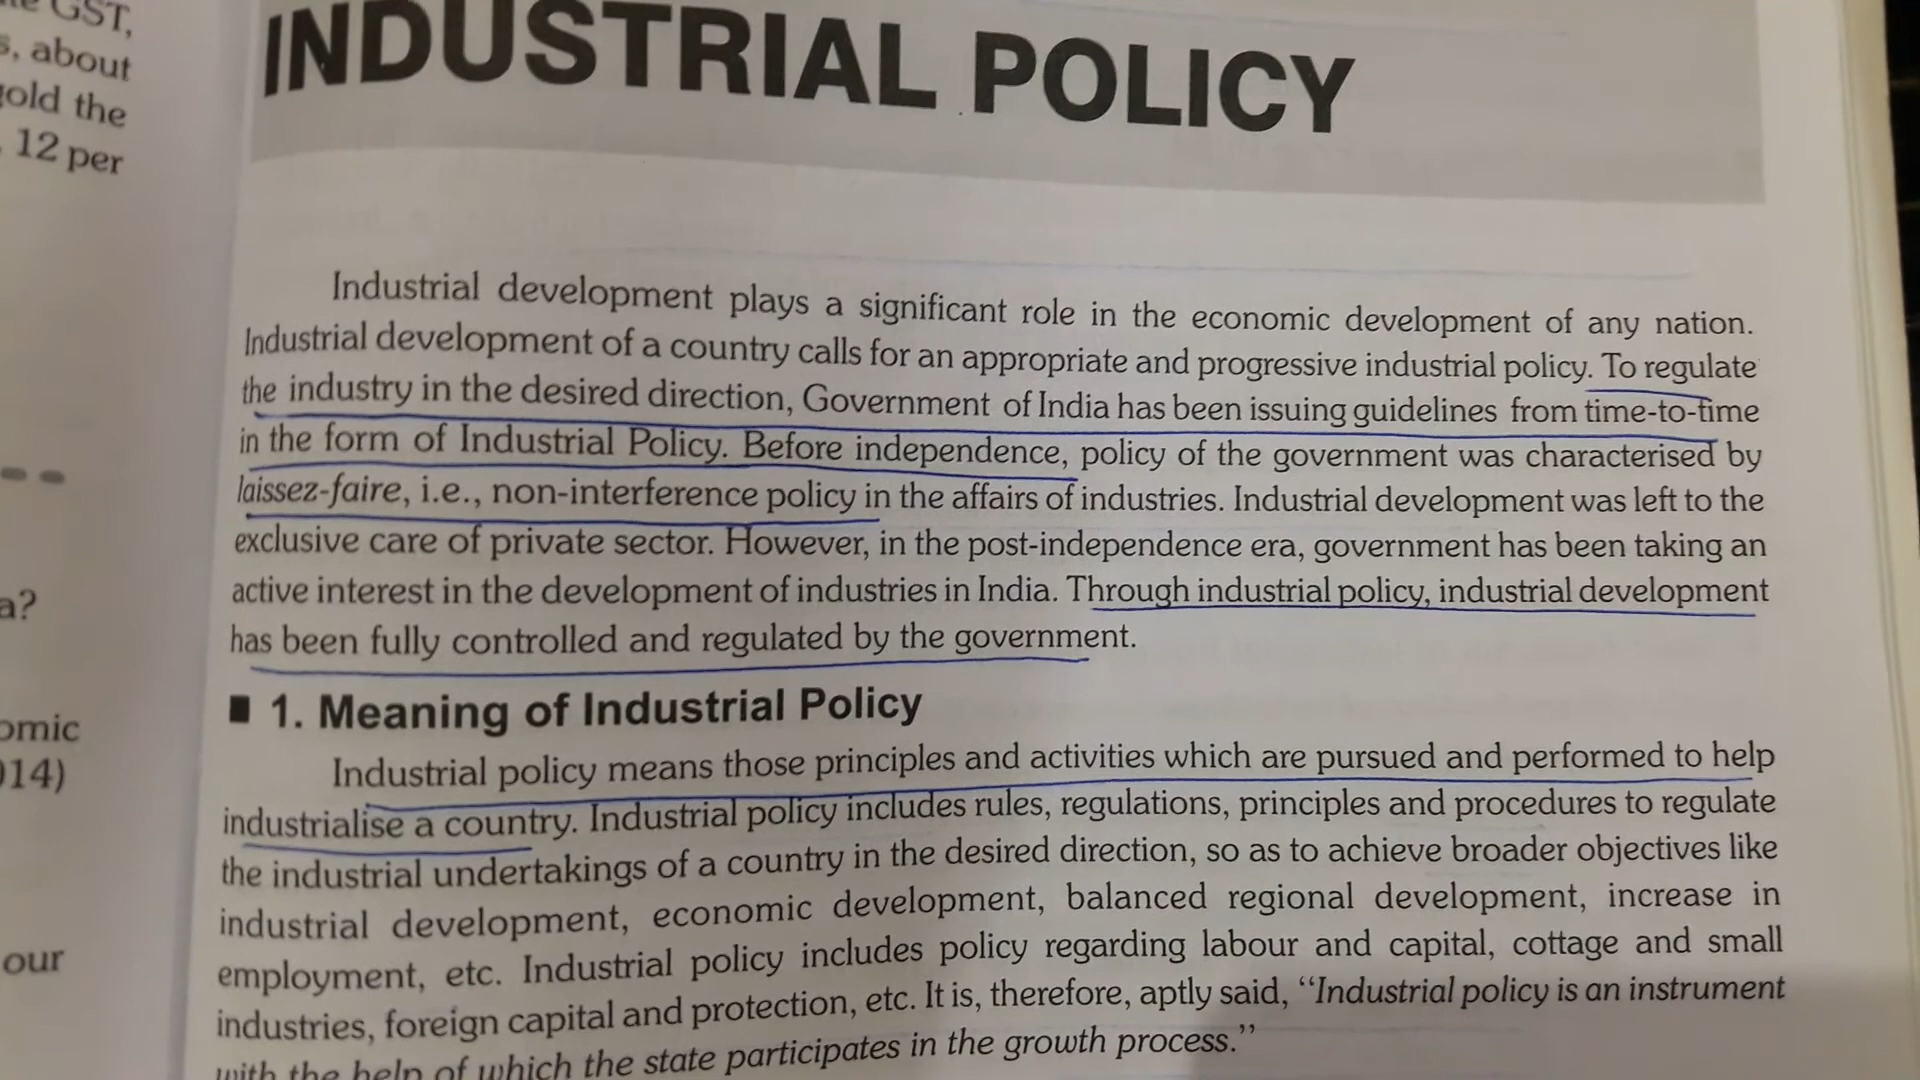 GST,
, about
old the
12 per
a?
omic
014)
our
INDUSTRIAL POLICY
Industrial development plays a significant role in the economic development of any nation.
Industrial development of a country calls for an appropriate and progressive industrial policy. To regulate
the industry in the desired direction, Government of India has been issuing guidelines from time-to-time
in the form of Industrial Policy. Before independence, policy of the government was characterised by
laissez-faire, i.e., non-interference policy in the affairs of industries. Industrial development was left to the
exclusive care of private sector. However, in the post-independence era, government has been taking an
active interest in the development of industries in India. Through industrial policy, industrial development
has been fully controlled and regulated by the government.
■ 1. Meaning of Industrial Policy
Industrial policy means those principles and activities which are pursued and performed to help
industrialise a country. Industrial policy includes rules, regulations, principles and procedures to regulate
the industrial undertakings of a country in the desired direction, so as to achieve broader objectives like
industrial development, economic development, balanced regional development, increase in
employment, etc. Industrial policy includes policy regarding labour and capital, cottage and small
industries, foreign capital and protection, etc. It is, therefore, aptly said, “Industrial policy is an instrument
with the help of which the state participates in the growth process.”